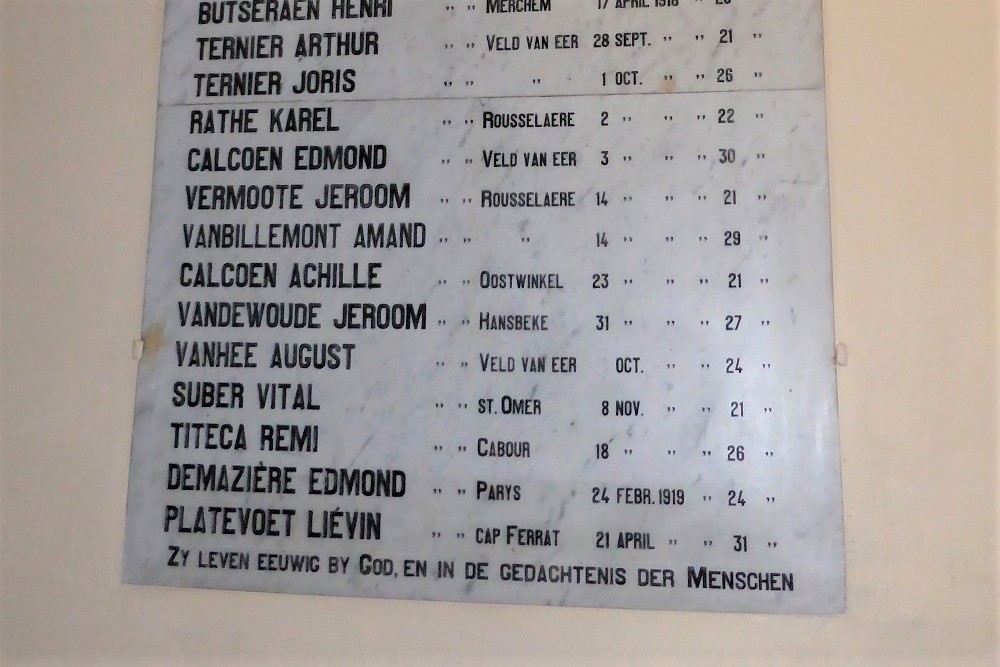 BUTSERAEN HENRI " " MERCHEM 17 APRIL 1918 " 20 "
TERNIER ARTHUR " " VELD VAN EER 28 SEPT. " " 21 "
TERNIER JORIS " " " 1 OCT. " " 26 "
RATHE KAREL " " ROUSSELAERE 2 " " " 22 "
CALCOEN EDMOND " " VELD VAN EER 3 " " " 30 "
VERMOOTE JEROOM " " ROUSSELAERE 14 " " " 21 "
VANBILLEMONT AMAND " " " 14 " " " 29 "
CALCOEN ACHILLE " " OOSTWINKEL 23 " " " 21 "
VANDEWOUDE JEROOM " " HANSBEKE 31 " " " 27 "
VANHEE AUGUST " " VELD VAN EER OCT. " " 24 "
SUBER VITAL " " ST. OMER 8 NOV. " " 21 "
TITECA REMI " " CABOUR 18 " " " 26 "
DEMAZIÈRE EDMOND " " PARYS 24 FEBR. 1919 " 24 "
PLATEVOET LIÉVIN " " CAP FERRAT 21 APRIL " " 31 "
ZY LEVEN EEUWIG BY GOD, EN IN DE GEDACHTENIS DER MENSCHEN